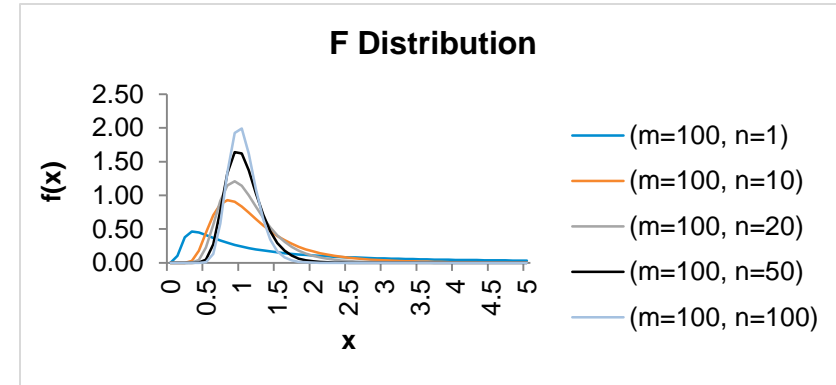 F Distribution
f(x)
2.50
2.00
1.50
1.00
0.50
0.00
0 0.5 1 1.5 2 2.5 3 3.5 4 4.5 5
x
(m=100, n=1)
(m=100, n=10)
(m=100, n=20)
(m=100, n=50)
(m=100, n=100)